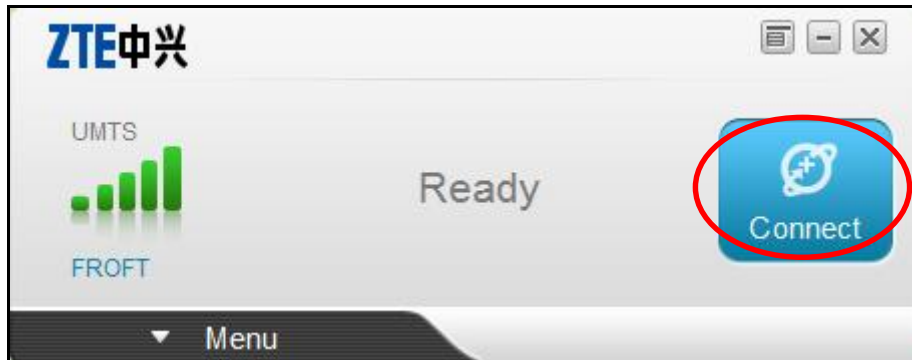 ZTE中兴
UMTS
Ready
Connect
FROFT
Menu